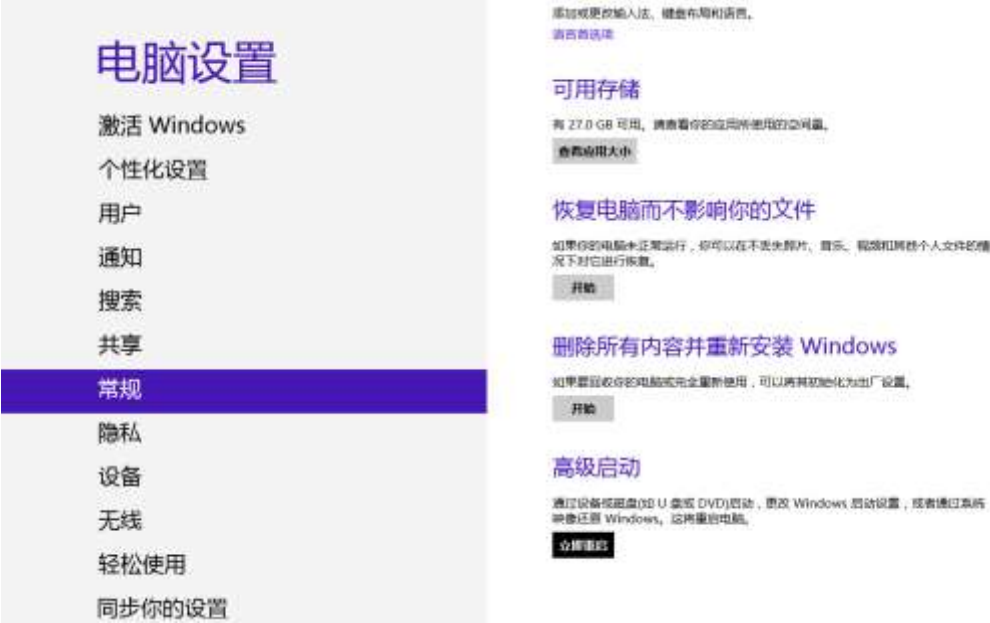 电脑设置
激活 Windows
个性化设置
用户
通知
搜索
共享
常规
隐私
设备
无线
轻松使用
同步你的设置
添加或更改输入法、键盘布局和语言。
语言首选项
可用存储
有 27.0 GB 可用。请查看你的应用所使用的空间量。
查看应用大小
恢复电脑而不影响你的文件
如果你的电脑未正常运行，你可以在不丢失照片、音乐、视频和其他个人文件的情
况下对它进行恢复。
开始
删除所有内容并重新安装 Windows
如果要回收你的电脑或完全重新使用，可以将其初始化为出厂设置。
开始
高级启动
通过设备或磁盘(如 U 盘或 DVD)启动，更改 Windows 启动设置，或者通过系统
映像还原 Windows。这将重启电脑。
立即重启